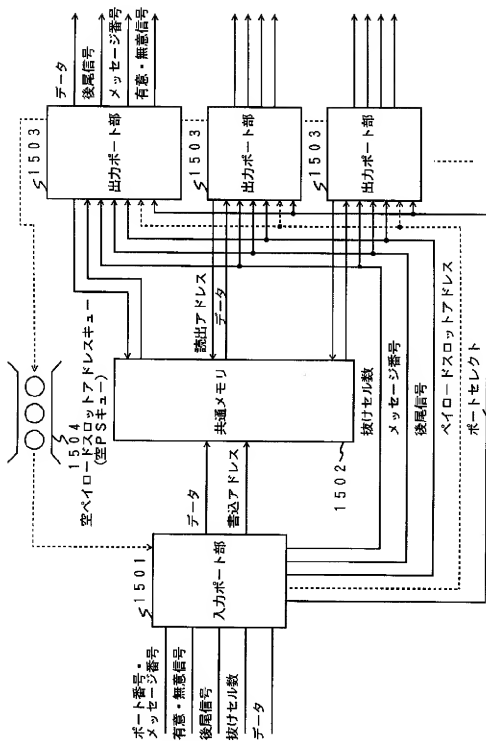 ポート番号・
メッセージ番号
有意・無意信号
後尾信号
抜けセル数
データ
1501
入力ポート部
データ
書込アドレス
1504
空ペイロードスロットアドレスキュー
(空PSキュー)
共通メモリ
1502
読出アドレス
データ
抜けセル数
メッセージ番号
後尾信号
ペイロードスロットアドレス
ポートセレクト
1503
出力ポート部
1503
出力ポート部
1503
出力ポート部
データ
後尾信号
メッセージ番号
有意・無意信号